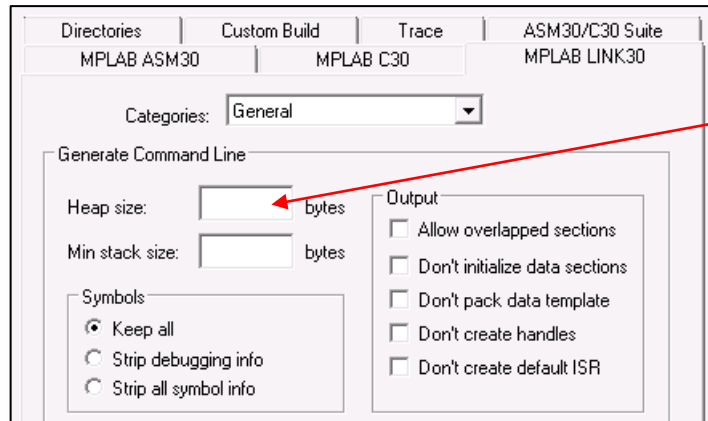 Directories Custom Build Trace ASM30/C30 Suite
MPLAB ASM30 MPLAB C30 MPLAB LINK30
Categories: General
Generate Command Line
Heap size: bytes
Min stack size: bytes
Symbols
Keep all
Strip debugging info
Strip all symbol info
Output
Allow overlapped sections
Don't initialize data sections
Don't pack data template
Don't create handles
Don't create default ISR